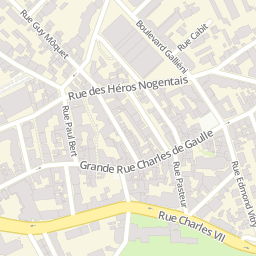 Rue Guy Môquet
Boulevard Gallieni
Rue Cabit
Rue des Héros Nogentais
Rue Paul Bert
Grande Rue Charles de Gaulle
Rue Pasteur
Rue Edmond Vitry
Rue Charles VII